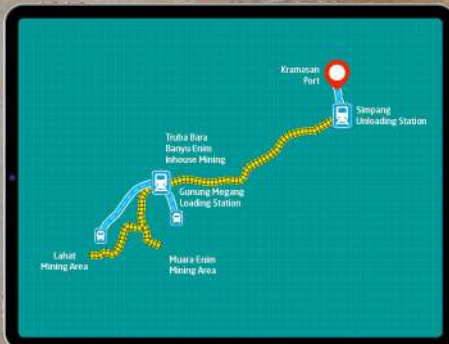 Kramasan
Port
Simpang
Unloading Station
Truba Bara
Banyu Enim
Inhouse Mining
Gunung Megang
Loading Station
Lahat
Mining Area
Muara Enim
Mining Area